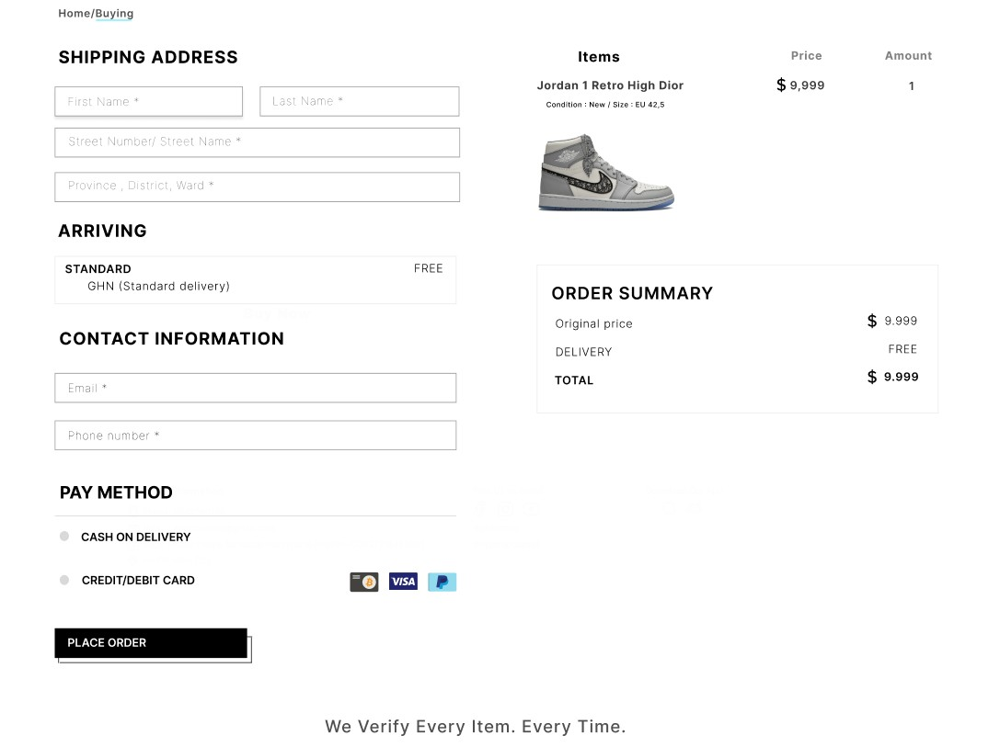 Home/Buying
SHIPPING ADDRESS
First Name *
Last Name *
Street Number/ Street Name *
Province , District, Ward *
ARRIVING
STANDARD
FREE
GHN (Standard delivery)
CONTACT INFORMATION
Email *
Phone number *
PAY METHOD
CASH ON DELIVERY
CREDIT/DEBIT CARD
VISA
PLACE ORDER
Items
Price
Amount
Jordan 1 Retro High Dior
$ 9,999
1
Condition : New / Size : EU 42,5
ORDER SUMMARY
Original price
$ 9.999
DELIVERY
FREE
TOTAL
$ 9.999
We Verify Every Item. Every Time.